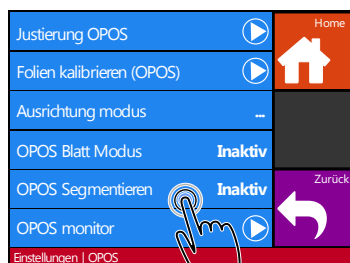 Justierung OPOS
Home
Folien kalibrieren (OPOS)
Ausrichtung modus ...
OPOS Blatt Modus Inaktiv
OPOS Segmentieren Inaktiv
Zurück
OPOS monitor
Einstellungen | OPOS